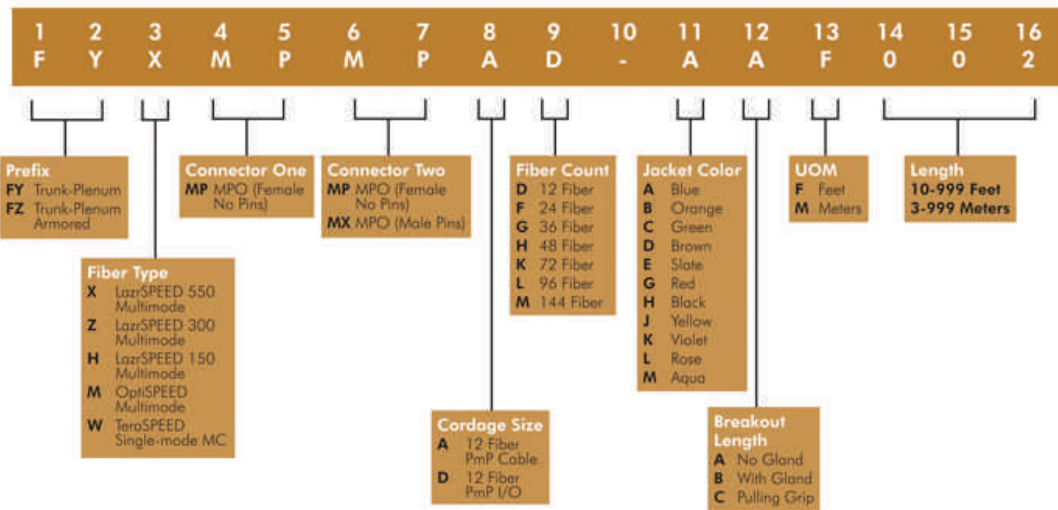 1 2 3 4 5 6 7 8 9 10 11 12 13 14 15 16
F Y X M P M P A D - A A F 0 0 2
Prefix
FY Trunk-Plenum
FZ Trunk-Plenum
Armored
Fiber Type
X LazrSPEED 550
Multimode
Z LazrSPEED 300
Multimode
H LazrSPEED 150
Multimode
M OptiSPEED
Multimode
W TeraSPEED
Single-mode MC
Connector One
MP MPO (Female
No Pins)
Connector Two
MP MPO (Female
No Pins)
MX MPO (Male Pins)
Cordage Size
A 12 Fiber
PmP Cable
D 12 Fiber
PmP I/O
Fiber Count
D 12 Fiber
F 24 Fiber
G 36 Fiber
H 48 Fiber
K 72 Fiber
L 96 Fiber
M 144 Fiber
Jacket Color
A Blue
B Orange
C Green
D Brown
E Slate
G Red
H Black
J Yellow
K Violet
L Rose
M Aqua
Breakout
Length
A No Gland
B With Gland
C Pulling Grip
UOM
F Feet
M Meters
Length
10-999 Feet
3-999 Meters